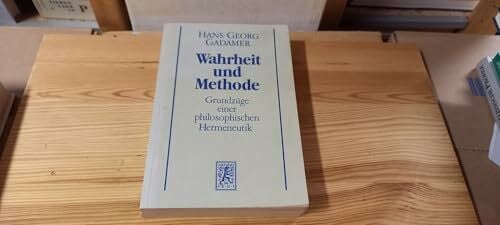 HANS GEORG
GADAMER
Wahrheit
und
Methode
Grundzüge
einer
philosophischen
Hermeneutik